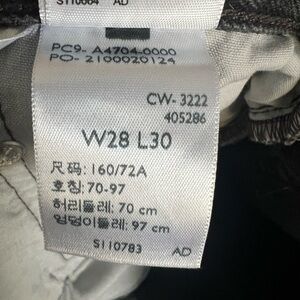 S110664 AD
PC9- A4704-0000
PO- 2100020124
CW- 3222
405286
W28 L30
尺码: 160/72A
호칭: 70-97
허리둘레: 70 cm
엉덩이둘레: 97 cm
S110783 AD